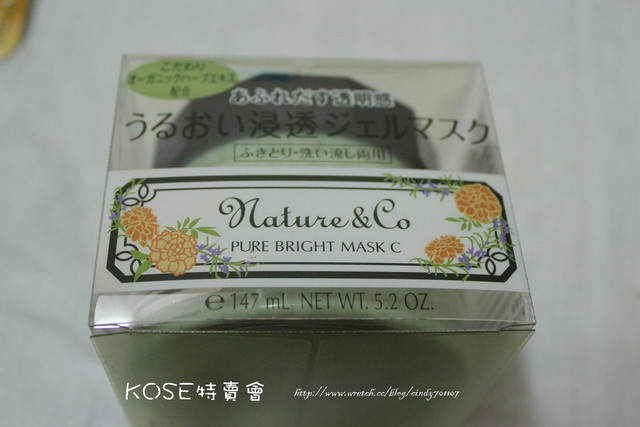 こだわり
オーガニックハーブエキス
配合
あふれだす透明感
うるおい浸透ジェルマスク
ふきとり・洗い流し両用
Nature & Co
PURE BRIGHT MASK C
℮ 147 mL NET WT. 5.2 OZ.
KOSE特賣會
http://www.wretch.cc/blog/cindy701107